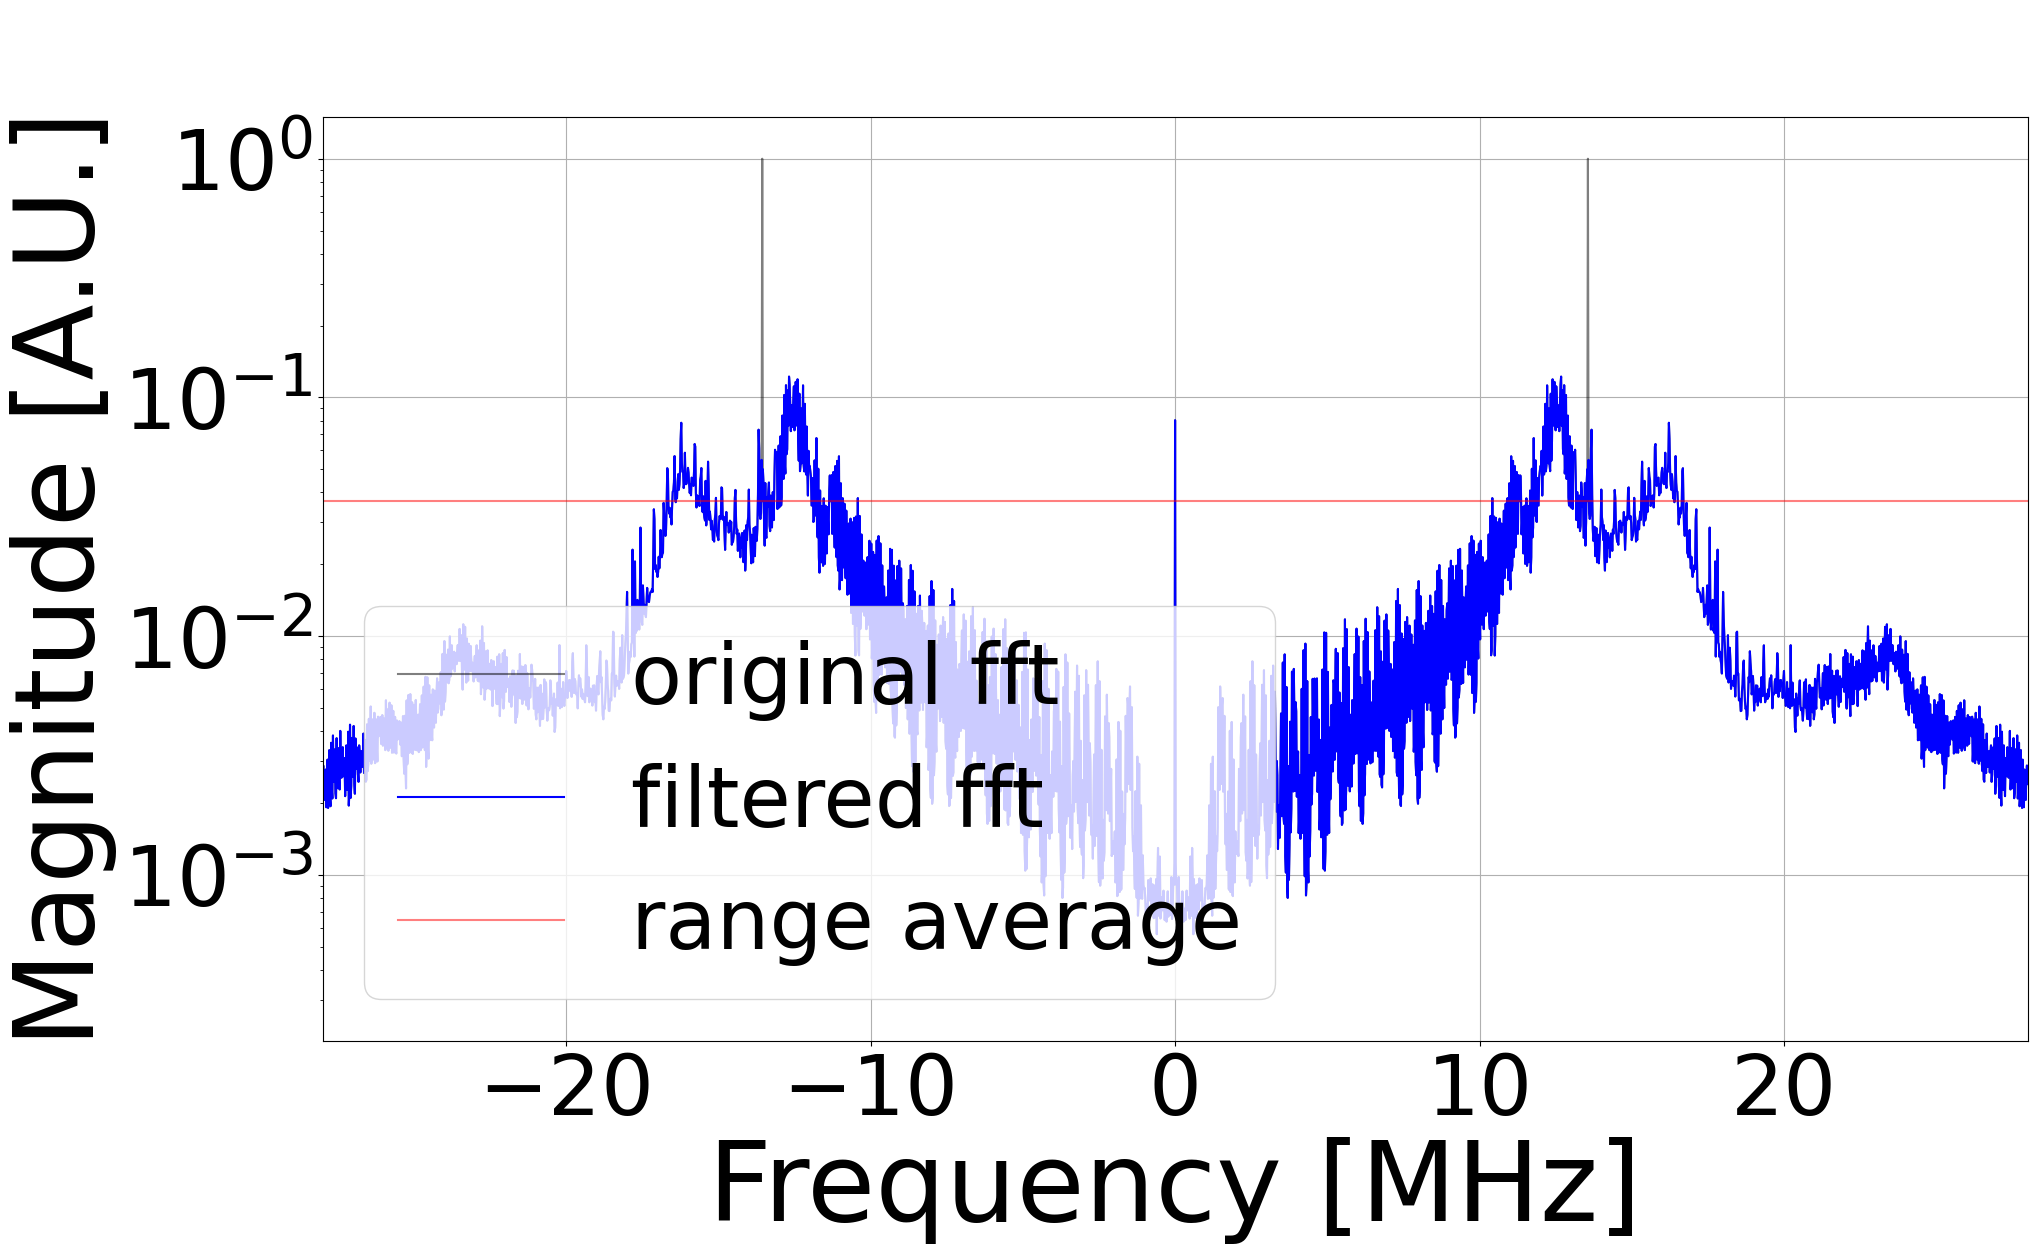 Magnitude [A.U.]
10⁰
10⁻¹
10⁻²
10⁻³
original fft
filtered fft
range average
−20
−10
0
10
20
Frequency [MHz]